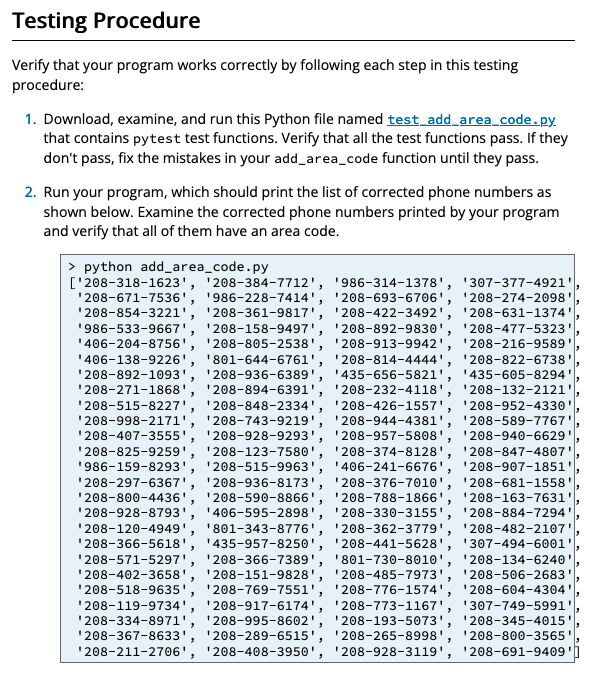 Testing Procedure
Verify that your program works correctly by following each step in this testing
procedure:
1. Download, examine, and run this Python file named test_add_area_code.py
that contains pytest test functions. Verify that all the test functions pass. If they
don't pass, fix the mistakes in your add_area_code function until they pass.
2. Run your program, which should print the list of corrected phone numbers as
shown below. Examine the corrected phone numbers printed by your program
and verify that all of them have an area code.
> python add_area_code.py
['208-318-1623', '208-384-7712', '986-314-1378', '307-377-4921',
'208-671-7536', '986-228-7414', '208-693-6706', '208-274-2098',
'208-854-3221', '208-361-9817', '208-422-3492', '208-631-1374',
'986-533-9667', '208-158-9497', '208-892-9830', '208-477-5323',
'406-204-8756', '208-805-2538', '208-913-9942', '208-216-9589',
'406-138-9226', '801-644-6761', '208-814-4444', '208-822-6738',
'208-892-1093', '208-936-6389', '435-656-5821', '435-605-8294',
'208-271-1868', '208-894-6391', '208-232-4118', '208-132-2121',
'208-515-8227', '208-848-2334', '208-426-1557', '208-952-4330',
'208-998-2171', '208-743-9219', '208-944-4381', '208-589-7767',
'208-407-3555', '208-928-9293', '208-957-5808', '208-940-6629',
'208-825-9259', '208-123-7580', '208-374-8128', '208-847-4807',
'986-159-8293', '208-515-9963', '406-241-6676', '208-907-1851',
'208-297-6367', '208-936-8173', '208-376-7010', '208-681-1558',
'208-800-4436', '208-590-8866', '208-788-1866', '208-163-7631',
'208-928-8793', '406-595-2898', '208-330-3155', '208-884-7294',
'208-120-4949', '801-343-8776', '208-362-3779', '208-482-2107',
'208-366-5618', '435-957-8250', '208-441-5628', '307-494-6001',
'208-571-5297', '208-366-7389', '801-730-8010', '208-134-6240',
'208-402-3658', '208-151-9828', '208-485-7973', '208-506-2683',
'208-518-9635', '208-769-7551', '208-776-1574', '208-604-4304',
'208-119-9734', '208-917-6174', '208-773-1167', '307-749-5991',
'208-334-8971', '208-995-8602', '208-193-5073', '208-345-4015',
'208-367-8633', '208-289-6515', '208-265-8998', '208-800-3565',
'208-211-2706', '208-408-3950', '208-928-3119', '208-691-9409']